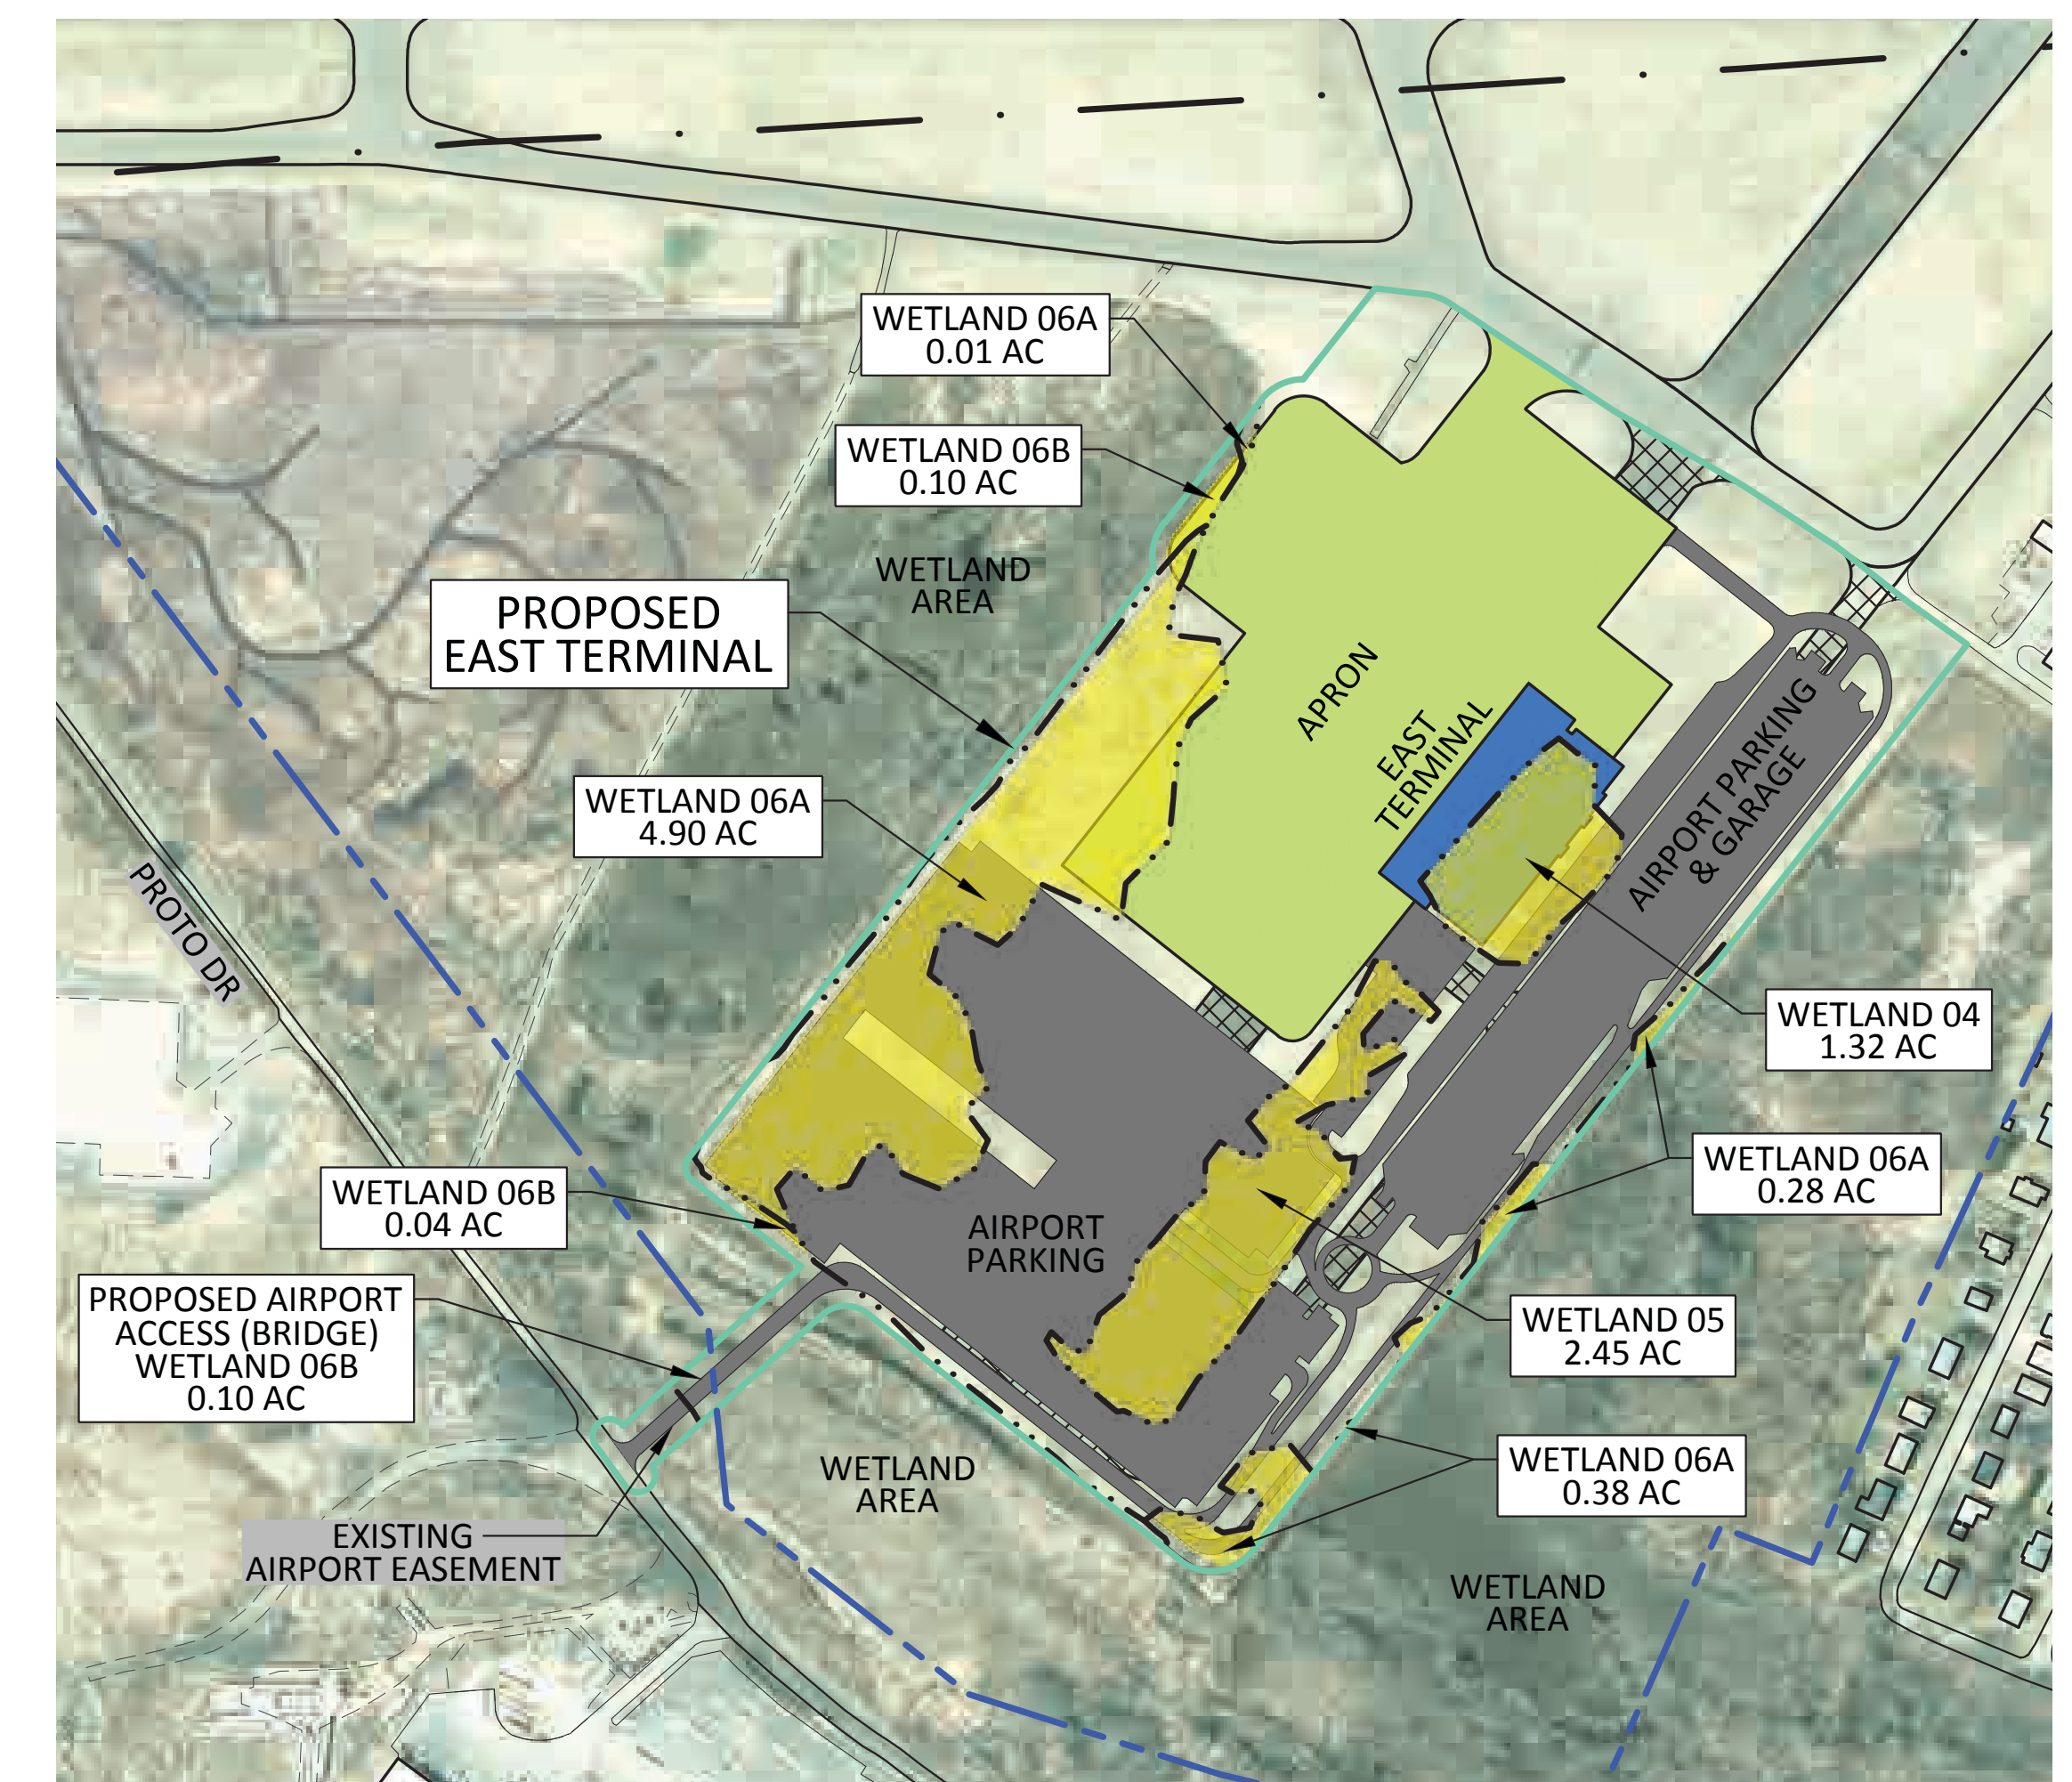 WETLAND 06A
0.01 AC
WETLAND 06B
0.10 AC
WETLAND
AREA
PROPOSED
EAST TERMINAL
APRON
EAST
TERMINAL
AIRPORT PARKING
& GARAGE
WETLAND 06A
4.90 AC
PROTO DR
WETLAND 04
1.32 AC
WETLAND 06A
0.28 AC
WETLAND 06B
0.04 AC
AIRPORT
PARKING
PROPOSED AIRPORT
ACCESS (BRIDGE)
WETLAND 06B
0.10 AC
WETLAND 05
2.45 AC
WETLAND 06A
0.38 AC
WETLAND
AREA
EXISTING
AIRPORT EASEMENT
WETLAND
AREA